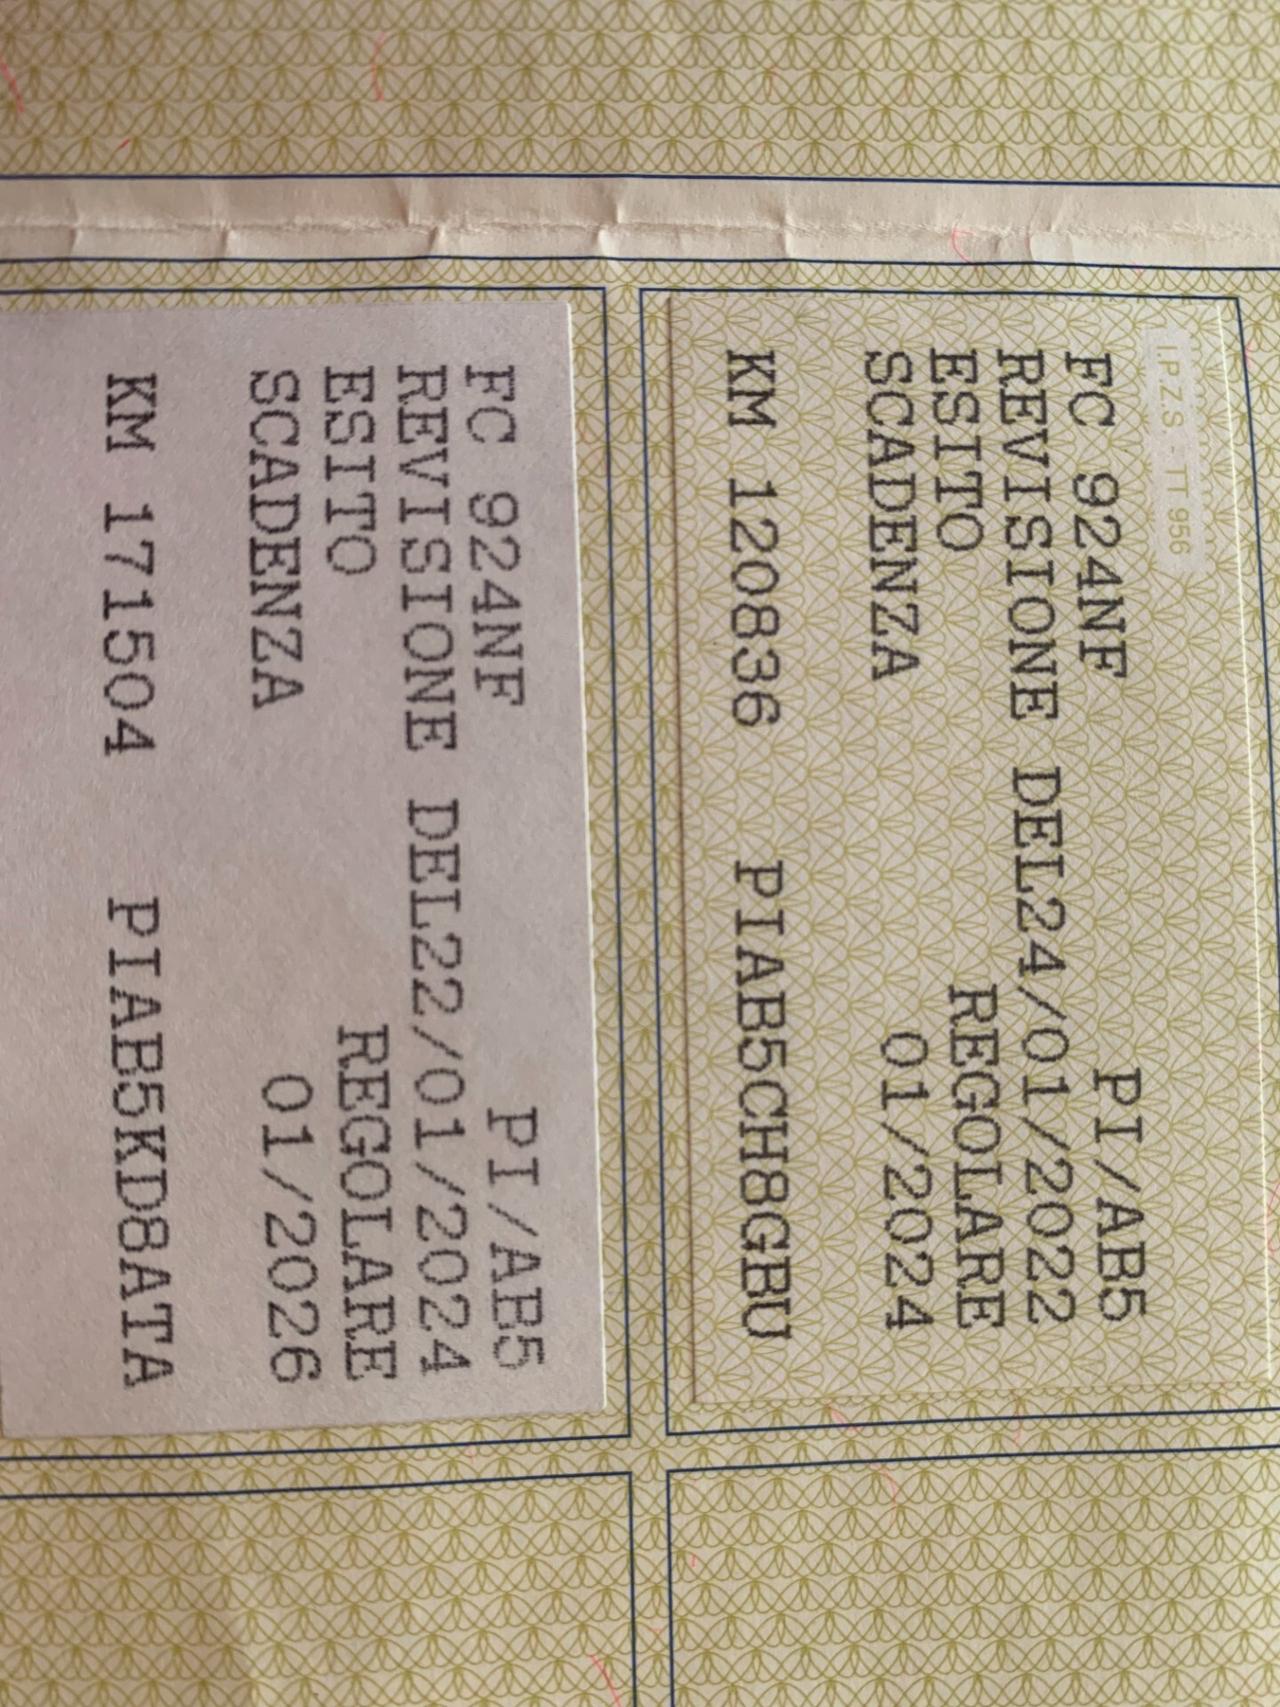 I.P.Z.S. - TT 956
FC 924NF PI/AB5
REVISIONE DEL24/01/2022
ESITO REGOLARE
SCADENZA 01/2024
KM 120836 PIAB5CH8GBU
FC 924NF PI/AB5
REVISIONE DEL22/01/2024
ESITO REGOLARE
SCADENZA 01/2026
KM 171504 PIAB5KD8ATA